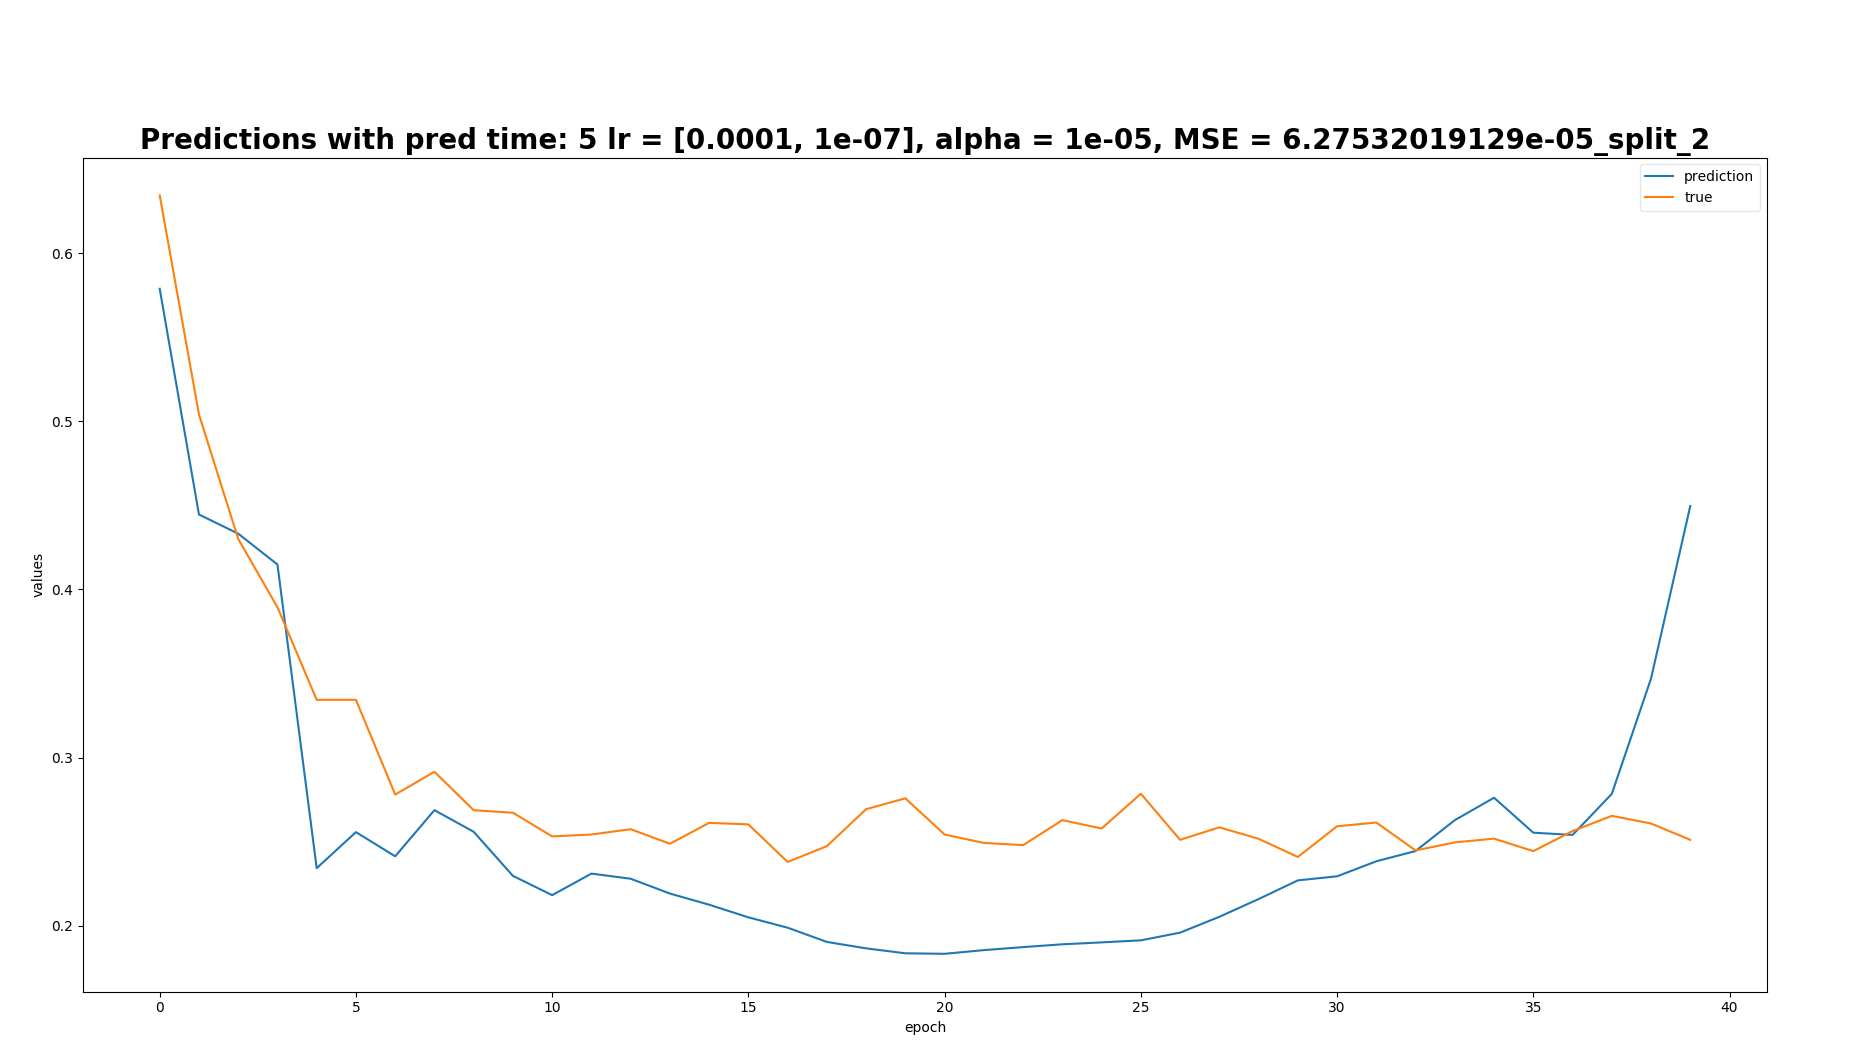 Predictions with pred time: 5 lr = [0.0001, 1e-07], alpha = 1e-05, MSE = 6.27532019129e-05_split_2
prediction
true
values
0.6
0.5
0.4
0.3
0.2
0 5 10 15 20 25 30 35 40
epoch